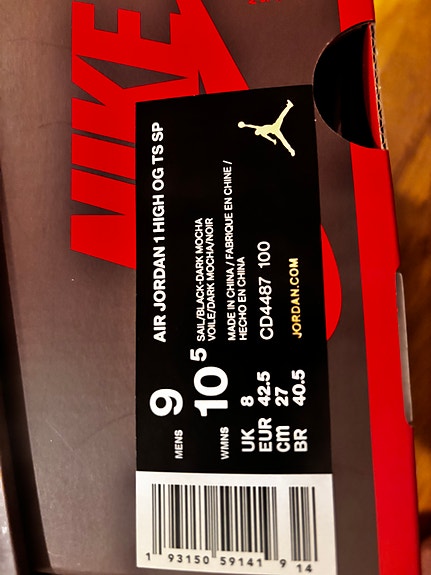 NIKE
AIR JORDAN 1 HIGH OG TS SP
MENS 9
WMNS 10 5
SAIL/BLACK-DARK MOCHA
VOILE/DARK MOCHA/NOIR
MADE IN CHINA / FABRIQUE EN CHINE /
HECHO EN CHINA
UK 8
EUR 42.5
cm 27
BR 40.5
CD4487 100
JORDAN.COM
1 93150 59141 9 14